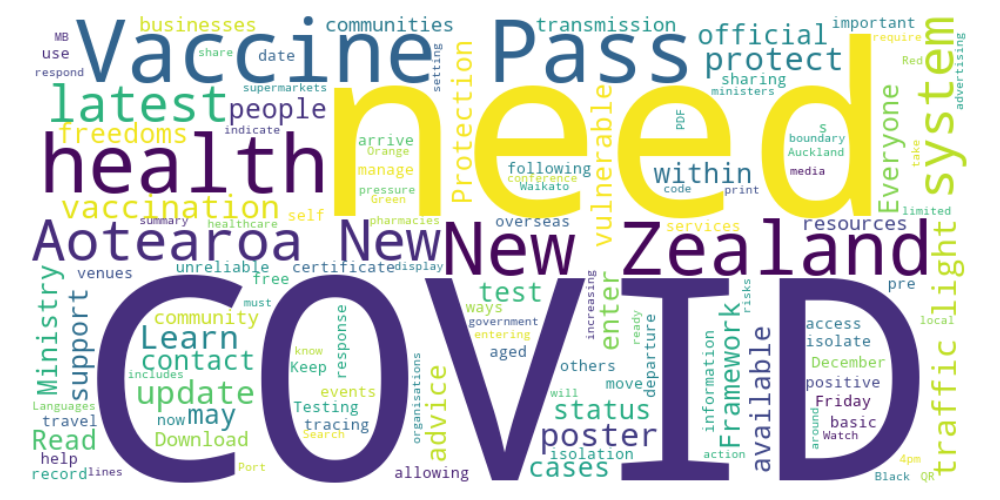 MB
businesses
communities
transmission
important
use
share
date
Vaccine Pass
setting
official
require
respond
protect
Red
advertising
latest
supermarkets
people
sharing
ministers
need
freedoms
indicate
Protection
vulnerable
PDF
Everyone
system
arrive
Orange
S
boundary
Auckland
take
health
manage
following
conference
Waikato
within
code
print
media
pressure
Green
vaccination
self
limited
summary
healthcare
pharmacies
overseas
services
resources
Aotearoa New
New Zealand
venues
unreliable
certificate
display
free
test
enter
increasing
risks
pre
traffic light
Ministry
support
must
community
response
ways
government
entering
ready
departure
local
COVID
Learn
contact
know
Keep
aged
others
move
information
Framework
available
access
isolate
December
includes
update
events
organisations
will
positive
Friday
Languages
travel
now
may
Testing
tracing
advice
status
basic
Read
Download
Search
poster
around
Watch
help
isolation
action
record
lines
Port
allowing
cases
4pm
Black
QR